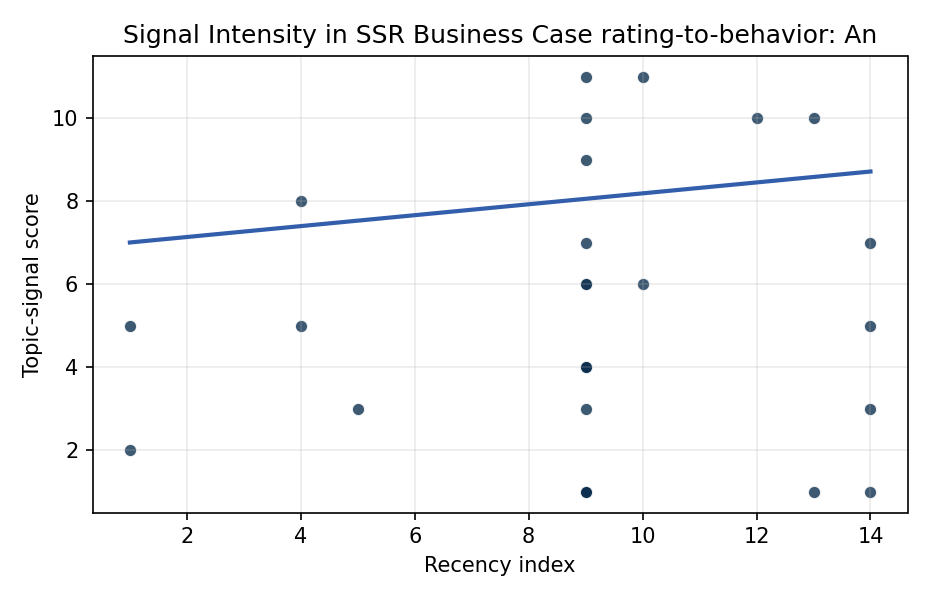 Signal Intensity in SSR Business Case rating-to-behavior: An
10
8
6
4
2
Topic-signal score
2 4 6 8 10 12 14
Recency index